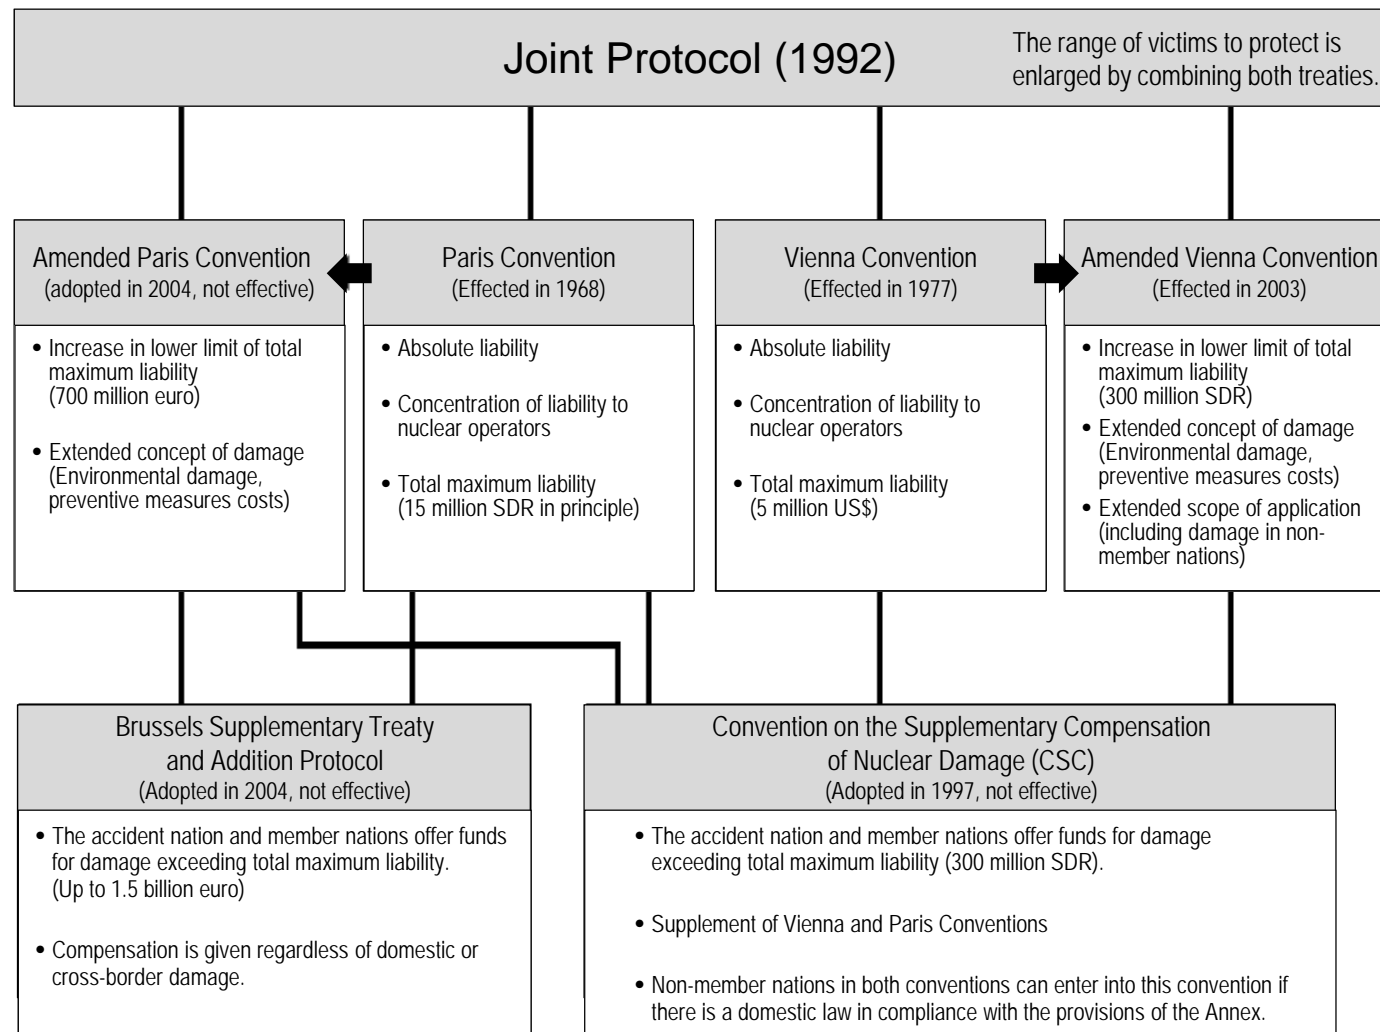 Joint Protocol (1992)
The range of victims to protect is
enlarged by combining both treaties.
Amended Paris Convention
(adopted in 2004, not effective)
• Increase in lower limit of total
maximum liability
(700 million euro)
• Extended concept of damage
(Environmental damage,
preventive measures costs)
Paris Convention
(Effected in 1968)
• Absolute liability
• Concentration of liability to
nuclear operators
• Total maximum liability
(15 million SDR in principle)
Vienna Convention
(Effected in 1977)
• Absolute liability
• Concentration of liability to
nuclear operators
• Total maximum liability
(5 million US$)
Amended Vienna Convention
(Effected in 2003)
• Increase in lower limit of total
maximum liability
(300 million SDR)
• Extended concept of damage
(Environmental damage,
preventive measures costs)
• Extended scope of application
(including damage in non-
member nations)
Brussels Supplementary Treaty
and Addition Protocol
(Adopted in 2004, not effective)
• The accident nation and member nations offer funds
for damage exceeding total maximum liability.
(Up to 1.5 billion euro)
• Compensation is given regardless of domestic or
cross-border damage.
Convention on the Supplementary Compensation
of Nuclear Damage (CSC)
(Adopted in 1997, not effective)
• The accident nation and member nations offer funds for damage
exceeding total maximum liability (300 million SDR).
• Supplement of Vienna and Paris Conventions
• Non-member nations in both conventions can enter into this convention if
there is a domestic law in compliance with the provisions of the Annex.